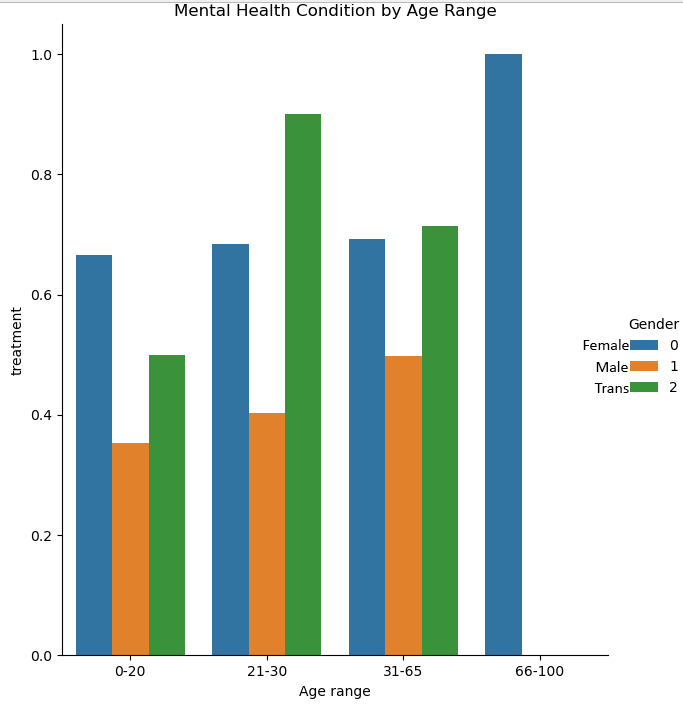 Mental Health Condition by Age Range
1.0
0.8
0.6
0.4
0.2
0.0
treatment
0-20
21-30
31-65
66-100
Age range
Gender
Female 0
Male 1
Trans 2